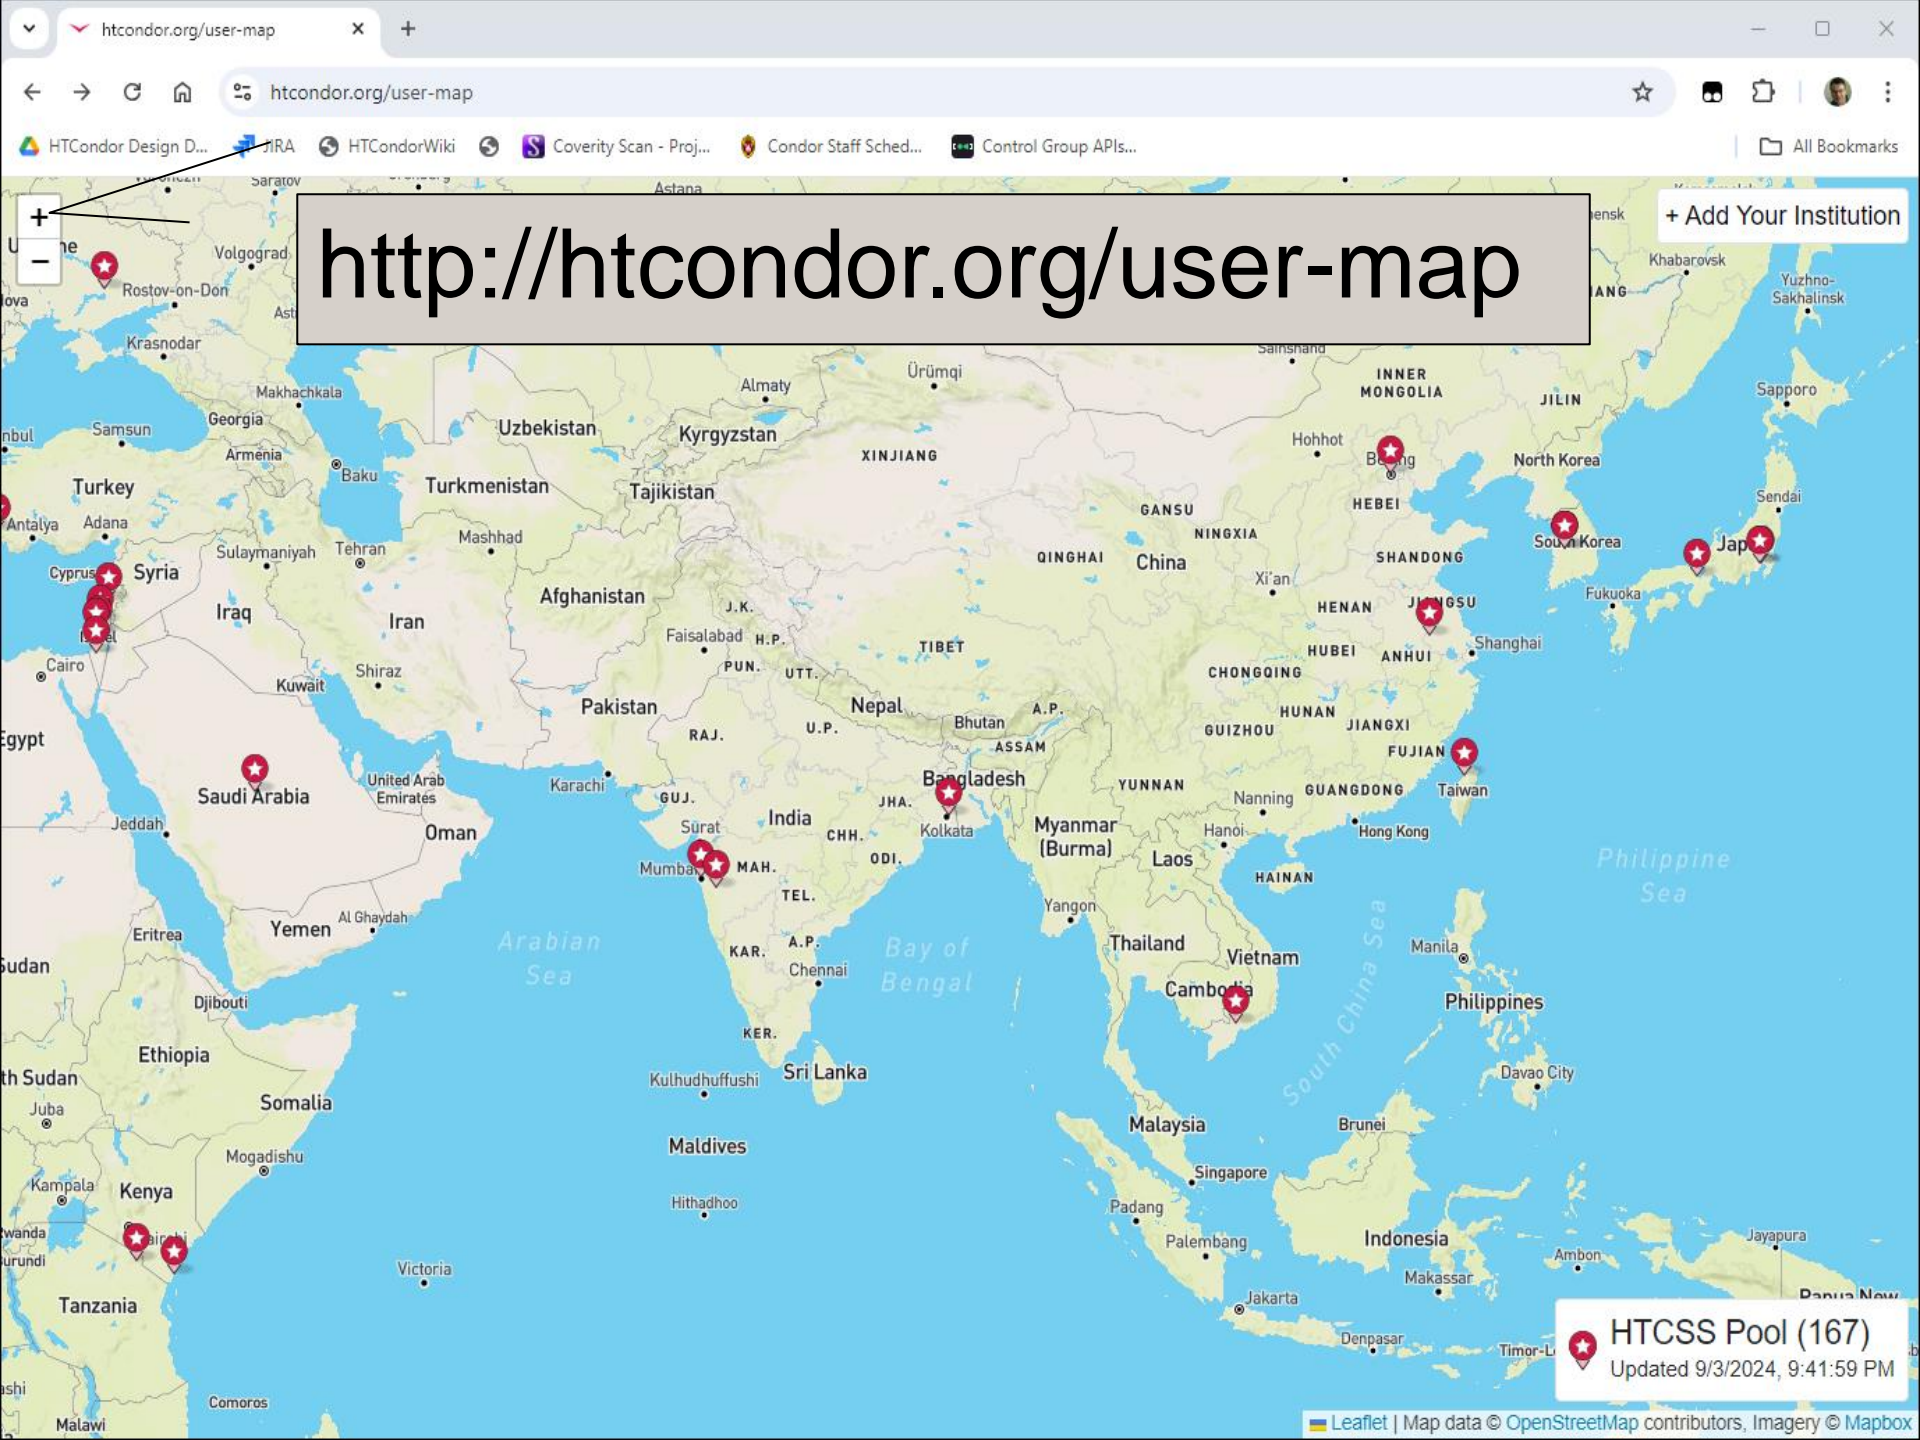 htcondor.org/user-map
htcondor.org/user-map
HTCondor Design D... JIRA HTCondorWiki Coverity Scan - Proj... Condor Staff Sched... Control Group APIs... All Bookmarks
Saratov
Astana
+
−
+ Add Your Institution
http://htcondor.org/user-map
Volgograd
Khabarovsk
Rostov-on-Don
Yuzhno-
Sakhalinsk
Krasnodar
Ürümqi
INNER
MONGOLIA
Almaty
Makhachkala
Sapporo
JILIN
Georgia
Samsun
Uzbekistan
Kyrgyzstan
Hohhot
Armenia
XINJIANG
North Korea
Baku
Turkey
Turkmenistan
Tajikistan
Sendai
HEBEI
GANSU
Antalya
Adana
NINGXIA
Mashhad
Sulaymaniyah
Tehran
South Korea
QINGHAI
China
SHANDONG
Cyprus
Syria
Xi'an
Afghanistan
Fukuoka
J.K.
HENAN
Iraq
Iran
Faisalabad
H.P.
TIBET
Shanghai
HUBEI
ANHUI
Cairo
PUN.
UTT.
Shiraz
CHONGQING
Kuwait
Pakistan
Nepal
A.P.
HUNAN
Bhutan
JIANGXI
U.P.
GUIZHOU
RAJ.
ASSAM
FUJIAN
Bangladesh
United Arab
Emirates
Karachi
YUNNAN
Taiwan
GUANGDONG
Saudi Arabia
GUJ.
Nanning
JHA.
India
Jeddah
Surat
Myanmar
(Burma)
Oman
CHH.
Kolkata
Hanoi
Hong Kong
ODI.
Laos
Philippine
Sea
MAH.
HAINAN
TEL.
Yangon
Al Ghaydah
Yemen
Eritrea
Arabian
Sea
A.P.
Bay of
Bengal
Thailand
KAR.
Manila
Vietnam
Chennai
South China Sea
Cambodia
Djibouti
Philippines
KER.
Ethiopia
Sri Lanka
Kulhudhuffushi
Davao City
Somalia
Juba
Malaysia
Brunei
Maldives
Mogadishu
Singapore
Kampala
Kenya
Hithadhoo
Padang
Jayapura
Indonesia
Palembang
Ambon
Victoria
Makassar
Tanzania
Jakarta
HTCSS Pool (167)
Denpasar
Updated 9/3/2024, 9:41:59 PM
Comoros
Malawi
Leaflet | Map data © OpenStreetMap contributors, Imagery © Mapbox